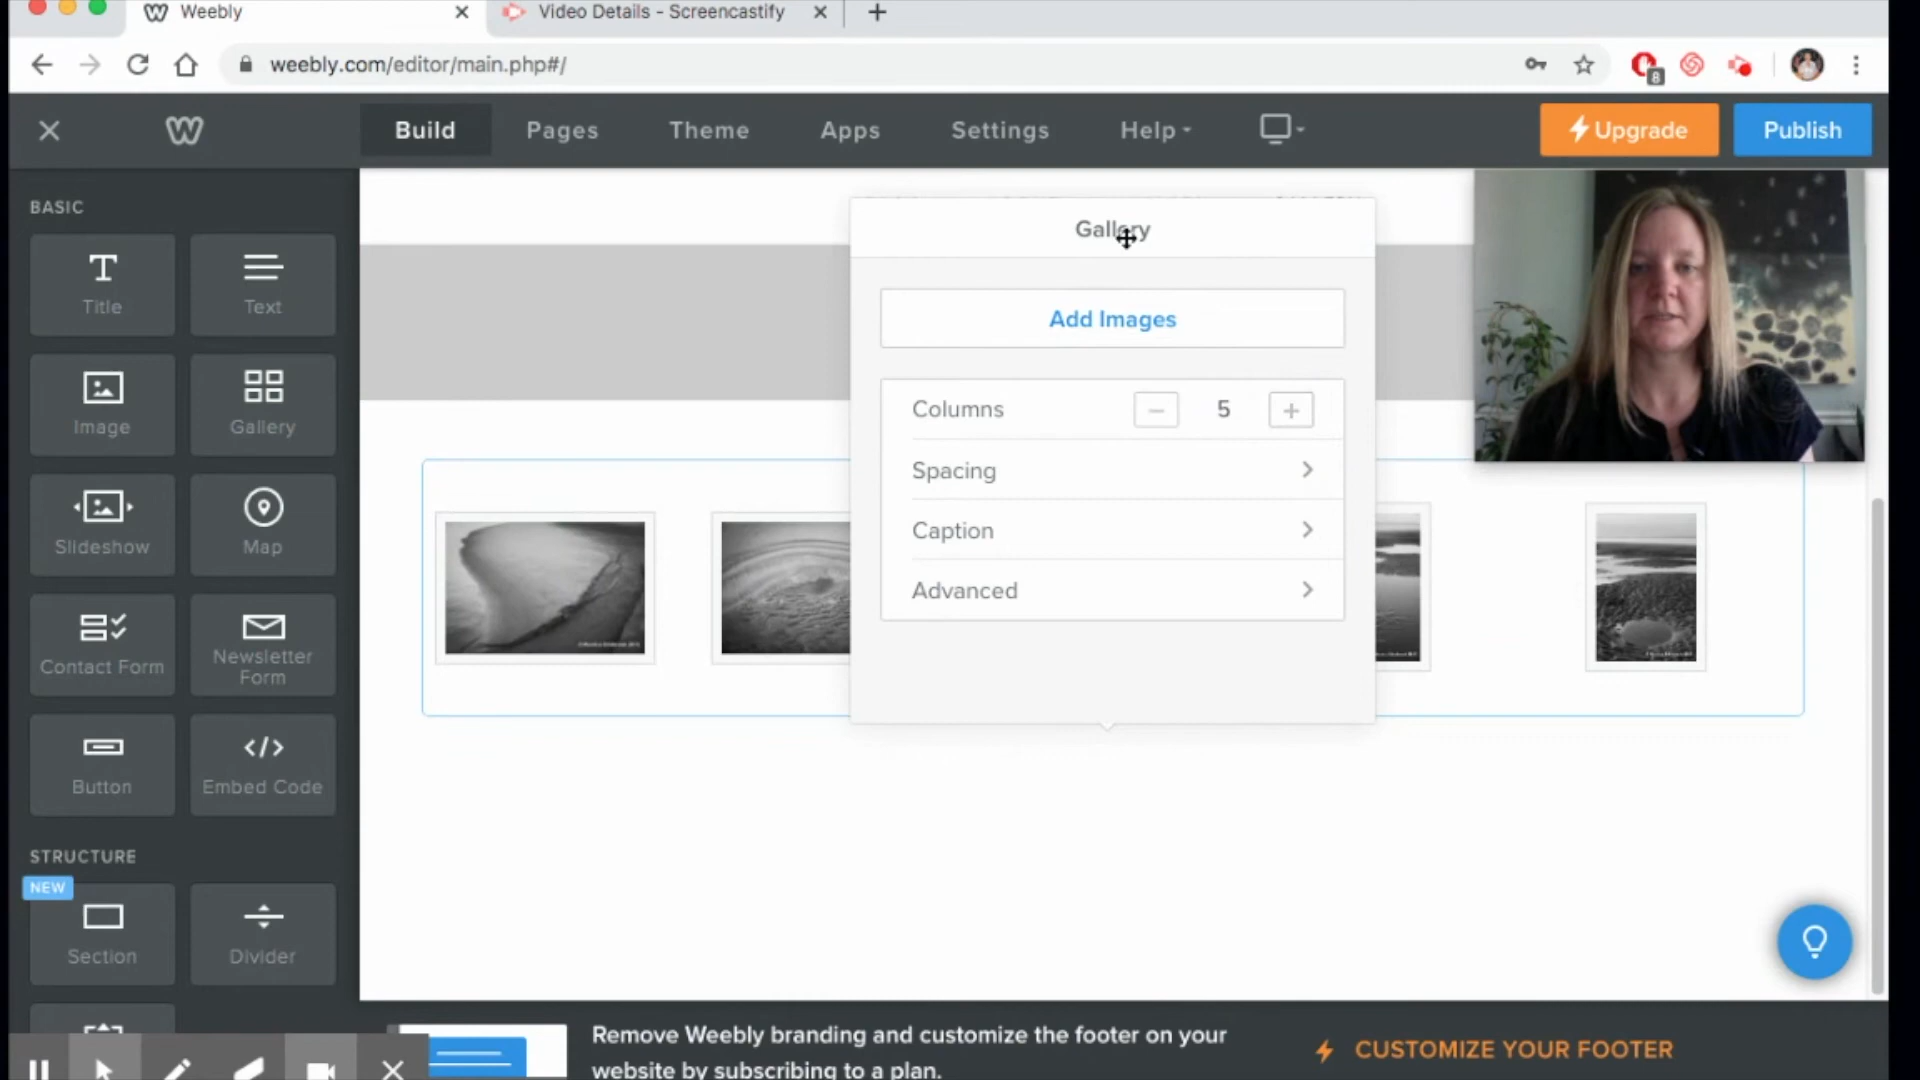 Weebly
Video Details - Screencastify
weebly.com/editor/main.php#/
8
Build
Pages
Theme
Apps
Settings
Help
Upgrade
Publish
BASIC
Title
Text
Image
Gallery
Slideshow
Map
Contact Form
Newsletter
Form
Button
Embed Code
STRUCTURE
NEW
Section
Divider
Gallery
Add Images
Columns
5
Spacing
Caption
Advanced
Remove Weebly branding and customize the footer on your
website by subscribing to a plan.
CUSTOMIZE YOUR FOOTER